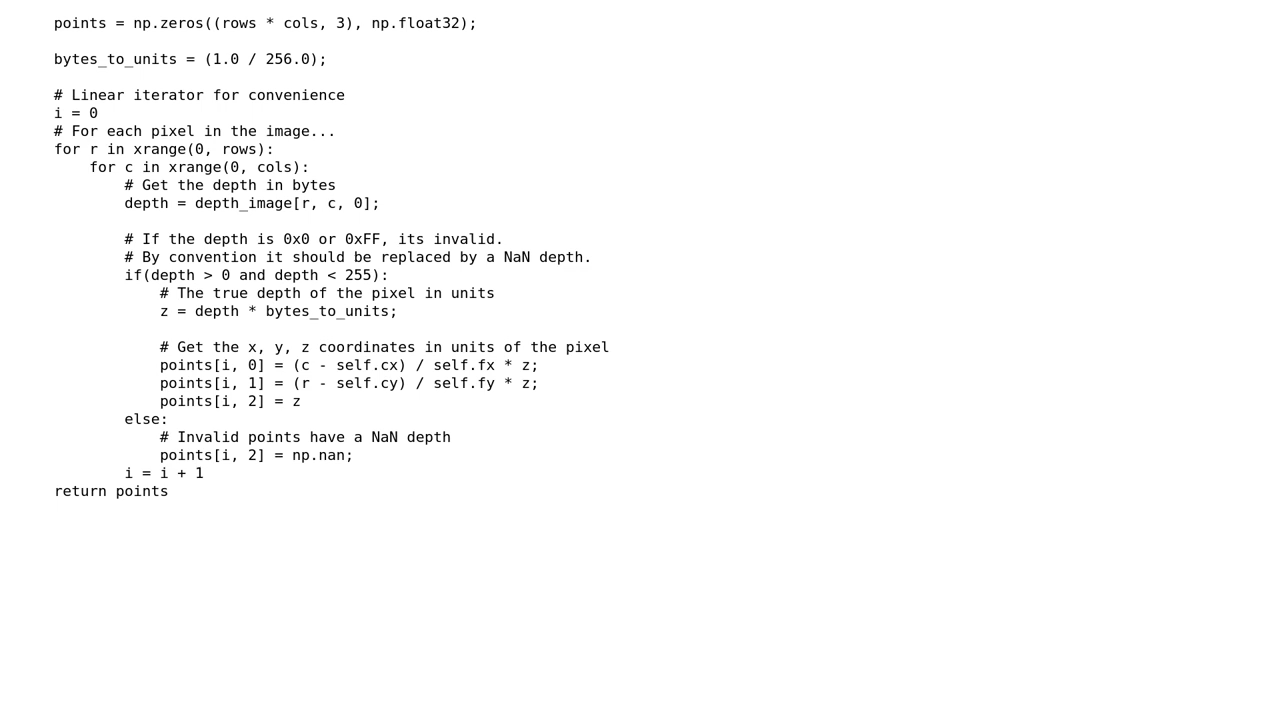 points = np.zeros((rows * cols, 3), np.float32);

bytes_to_units = (1.0 / 256.0);

# Linear iterator for convenience
i = 0
# For each pixel in the image...
for r in xrange(0, rows):
    for c in xrange(0, cols):
        # Get the depth in bytes
        depth = depth_image[r, c, 0];

        # If the depth is 0x0 or 0xFF, its invalid.
        # By convention it should be replaced by a NaN depth.
        if(depth > 0 and depth < 255):
            # The true depth of the pixel in units
            z = depth * bytes_to_units;

            # Get the x, y, z coordinates in units of the pixel
            points[i, 0] = (c - self.cx) / self.fx * z;
            points[i, 1] = (r - self.cy) / self.fy * z;
            points[i, 2] = z
        else:
            # Invalid points have a NaN depth
            points[i, 2] = np.nan;
        i = i + 1
return points